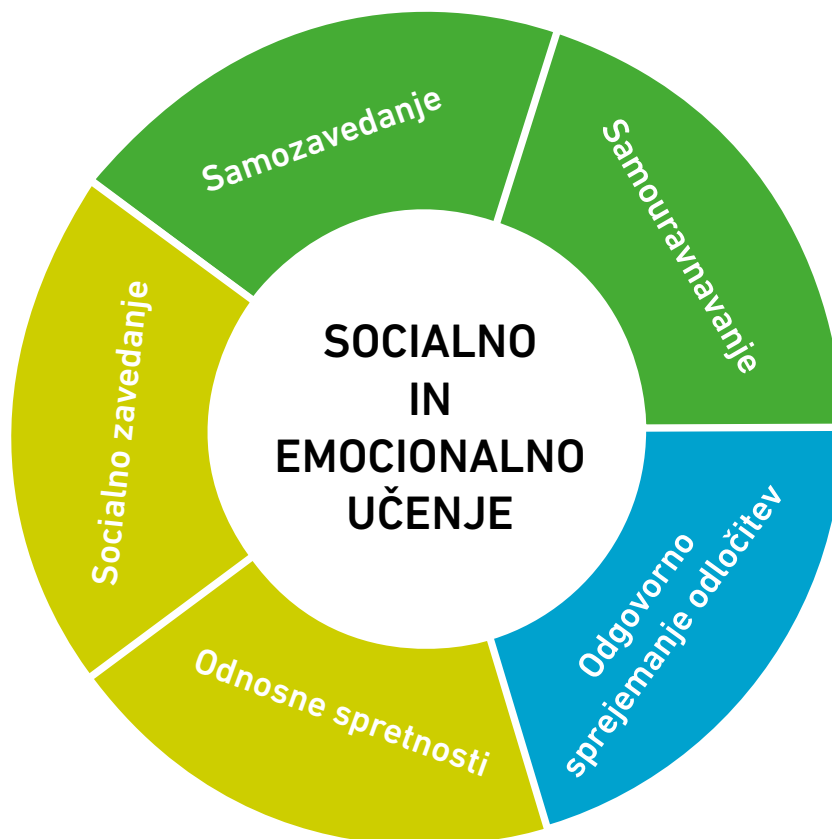 Samozavedanje
Samouravnavanje
Socialno zavedanje
SOCIALNO
IN
EMOCIONALNO
UČENJE
Odgovorno
sprejemanje odločitev
Odnosne spretnosti